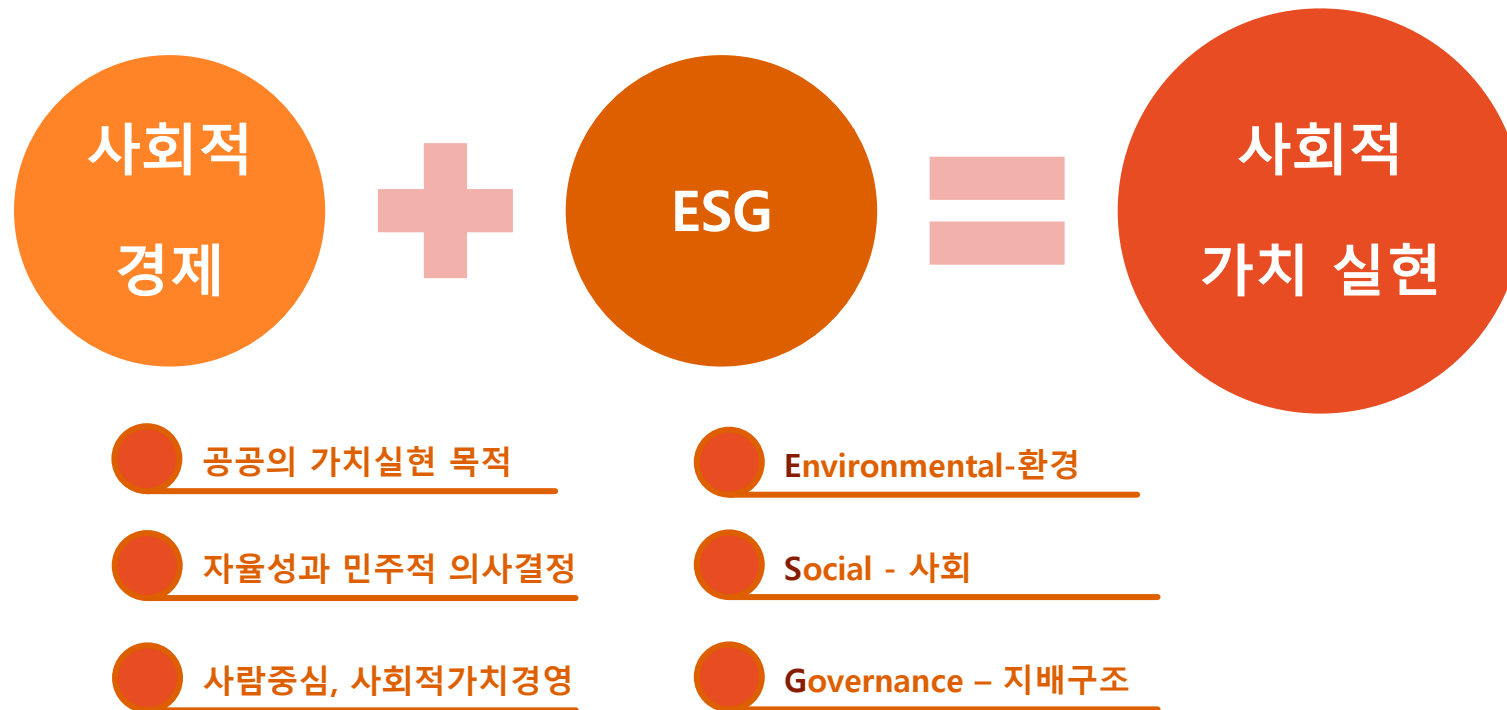 사회적
경제
ESG
사회적
가치 실현
공공의 가치실현 목적
자율성과 민주적 의사결정
사람중심, 사회적가치경영
Environmental-환경
Social - 사회
Governance – 지배구조